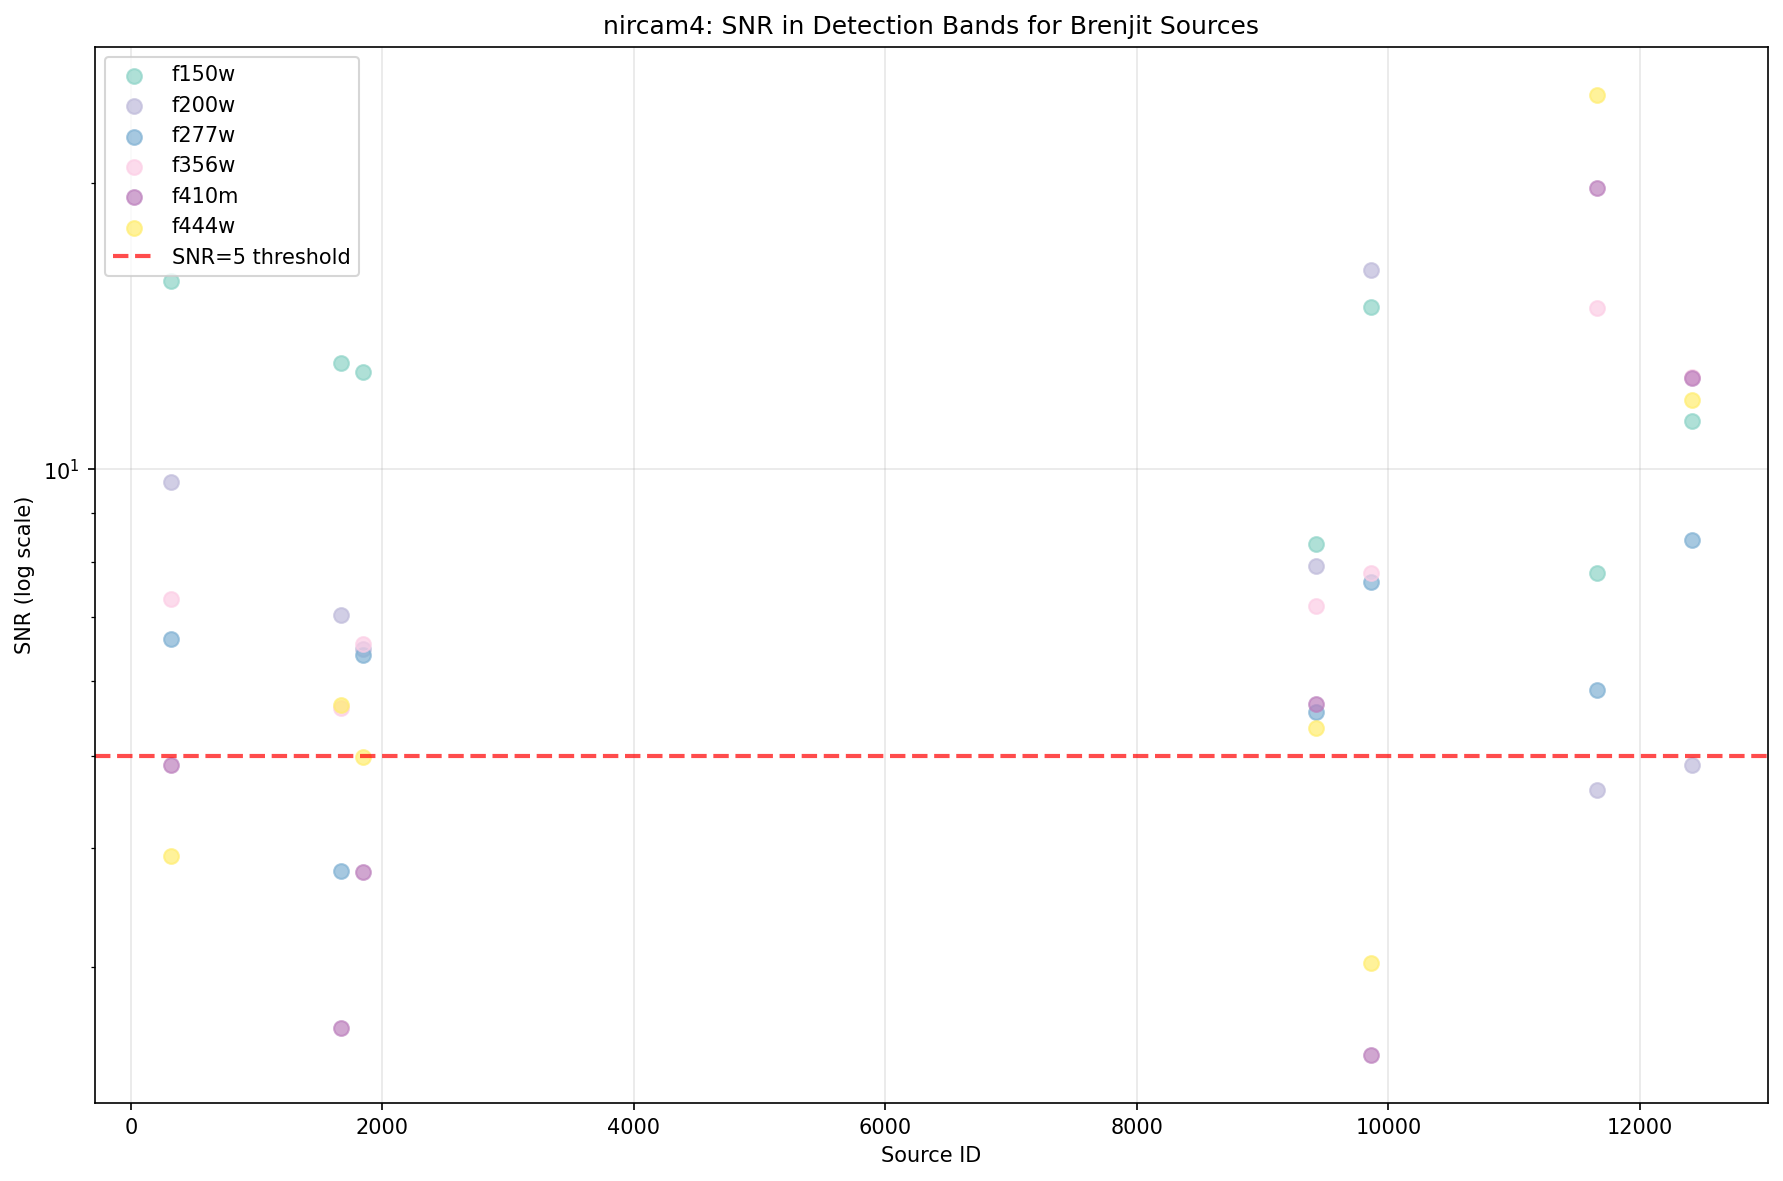 nircam4: SNR in Detection Bands for Brenjit Sources
f150w
f200w
f277w
f356w
f410m
f444w
SNR=5 threshold
10¹
SNR (log scale)
0 2000 4000 6000 8000 10000 12000
Source ID